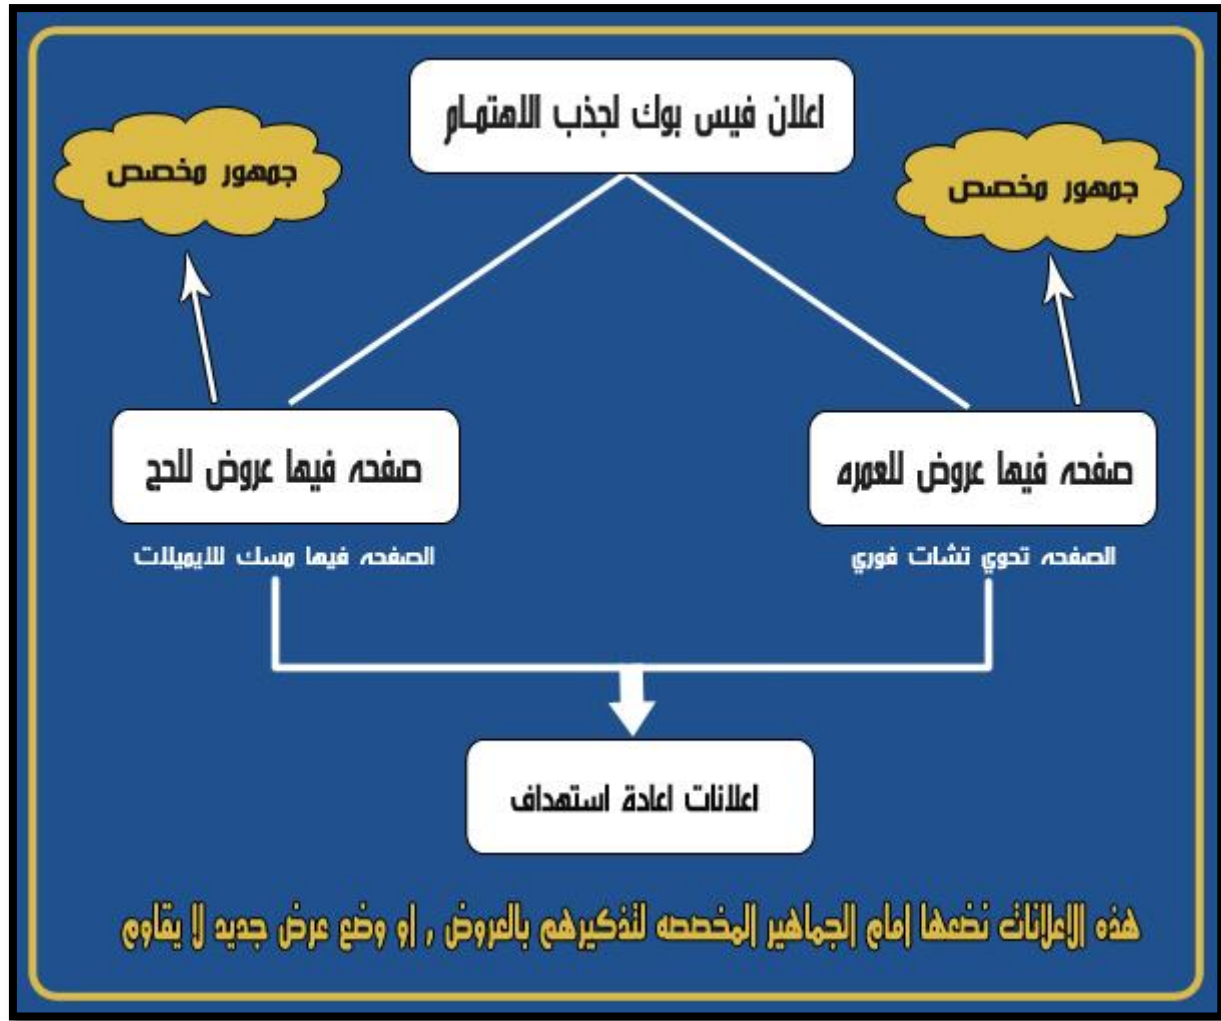 اعلان فيس بوك لجذب الاهتمام
جمهور مخصص
جمهور مخصص
صفحه فيها عروض للعمره
صفحه فيها عروض للحج
الصفحه تحوي تشات فوري
الصفحه فيها مسك للايميلات
اعلانات اعادة استهداف
هذه الإعلانات نضعها امام الجماهير المخصصه لتذكيرهم بالعروض , او وضع عرض جديد لا يقاوم